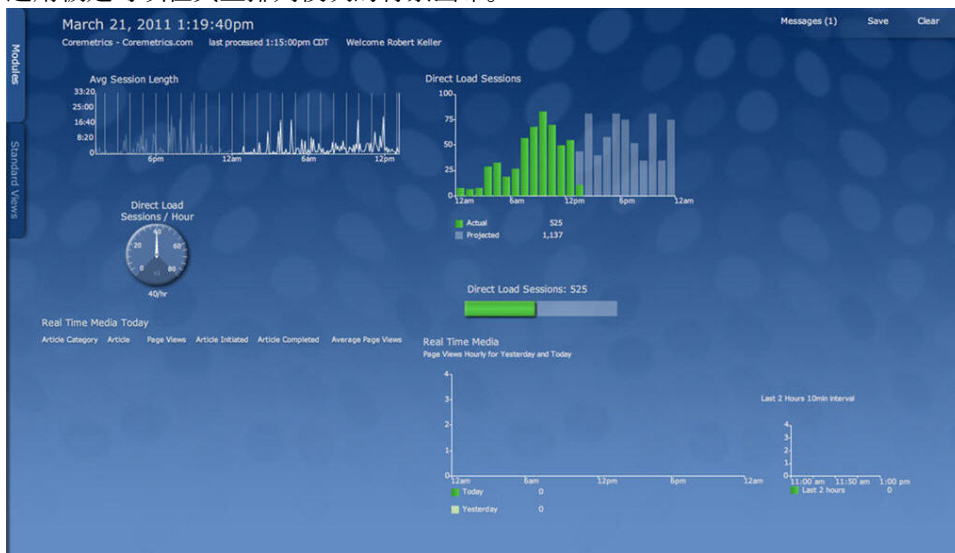 March 21, 2011 1:19:40pm
Messages (1) Save Clear
Coremetrics - Coremetrics.com last processed 1:15:00pm CDT Welcome Robert Keller
Modules
Standard Views
Avg Session Length
33:20
25:00
16:40
8:20
0
6pm 12am 6am 12pm
Direct Load Sessions
100
75
50
25
0
12am 6am 12pm 6pm 12am
Actual 525
Projected 1,137
Direct Load
Sessions / Hour
40
20 60
0 80
x1
40/hr
Direct Load Sessions: 525
Real Time Media Today
Article Category Article Page Views Article Initiated Article Completed Average Page Views
Real Time Media
Page Views Hourly for Yesterday and Today
4
3
2
1
0
12am 6am 12pm 6pm 12am
Today 0
Yesterday 0
Last 2 Hours 10min interval
4
3
2
1
0
11:00 am 11:50 am 1:00 pm
Last 2 hours 0